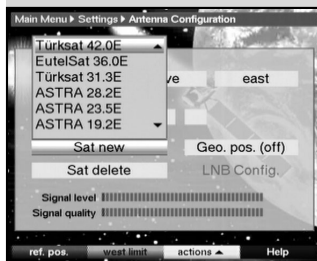 Main Menu ▸ Settings ▸ Antenna Configuration
Türksat 42.0E
EutelSat 36.0E
Türksat 31.3E
ASTRA 28.2E
ASTRA 23.5E
ASTRA 19.2E
ve
east
Sat new
Geo. pos. (off)
Sat delete
LNB Config.
Signal level
Signal quality
ref. pos.
west limit
actions
Help